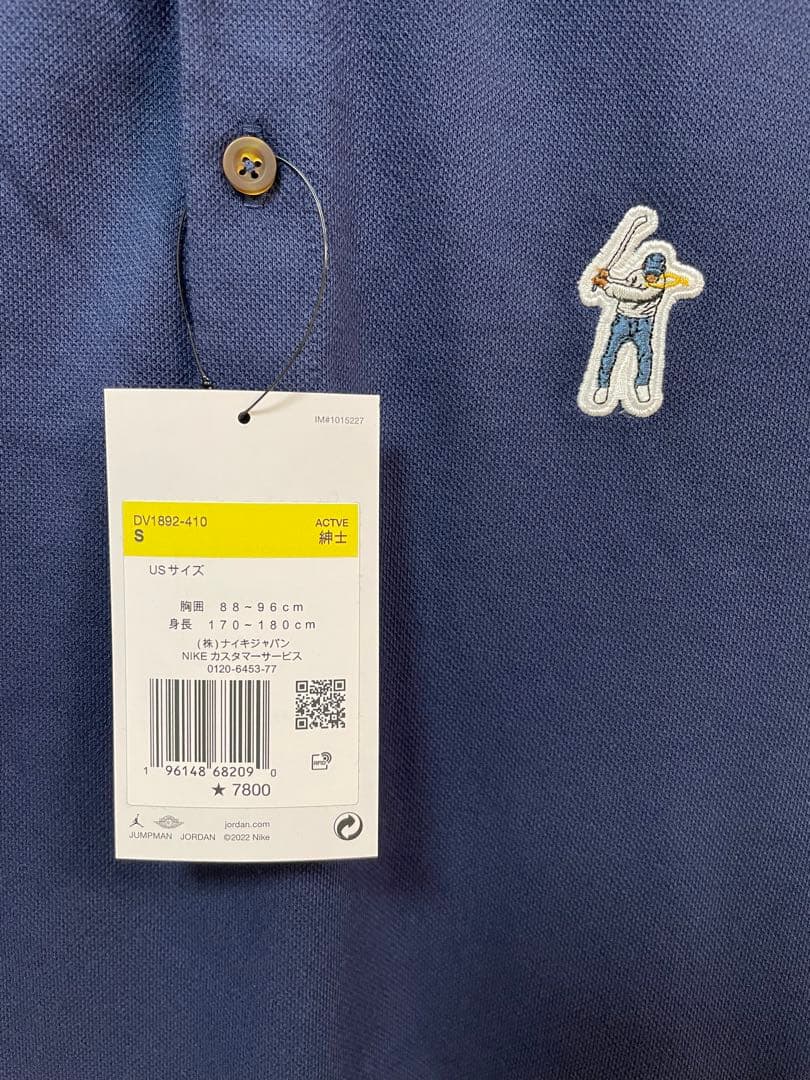 IM#1015227
DV1892-410 ACTVE
S 紳士
USサイズ
胸囲 88~96cm
身長 170~180cm
(株)ナイキジャパン
NIKE カスタマーサービス
0120-6453-77
RFID
1 96148 68209 0
★ 7800
jordan.com
JUMPMAN JORDAN ©2022 Nike